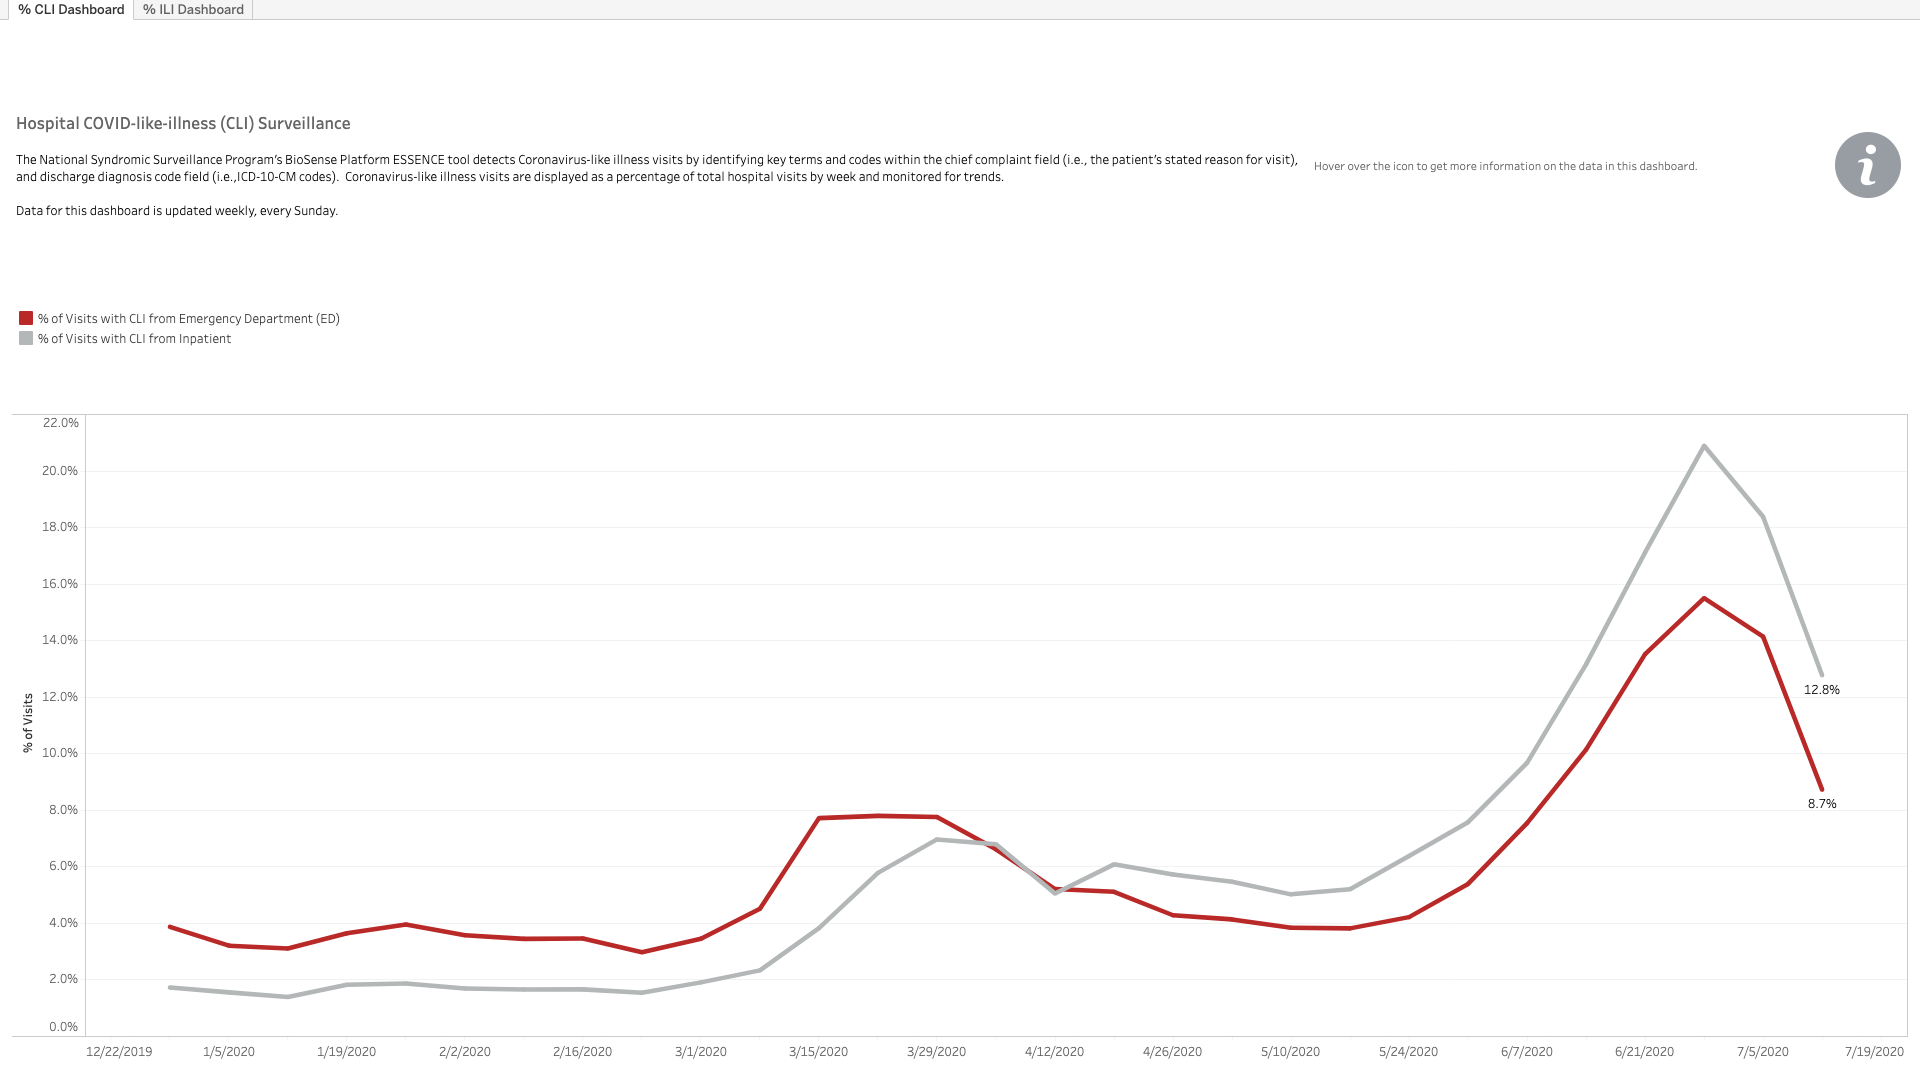 % CLI Dashboard
% ILI Dashboard
Hospital COVID-like-illness (CLI) Surveillance
The National Syndromic Surveillance Program's BioSense Platform ESSENCE tool detects Coronavirus-like illness visits by identifying key terms and codes within the chief complaint field (i.e., the patient's stated reason for visit),
and discharge diagnosis code field (i.e.,ICD-10-CM codes).  Coronavirus-like illness visits are displayed as a percentage of total hospital visits by week and monitored for trends.
Data for this dashboard is updated weekly, every Sunday.
Hover over the icon to get more information on the data in this dashboard.
i
% of Visits with CLI from Emergency Department (ED)
% of Visits with CLI from Inpatient
% of Visits
22.0%
20.0%
18.0%
16.0%
14.0%
12.0%
10.0%
8.0%
6.0%
4.0%
2.0%
0.0%
12.8%
8.7%
12/22/2019
1/5/2020
1/19/2020
2/2/2020
2/16/2020
3/1/2020
3/15/2020
3/29/2020
4/12/2020
4/26/2020
5/10/2020
5/24/2020
6/7/2020
6/21/2020
7/5/2020
7/19/2020